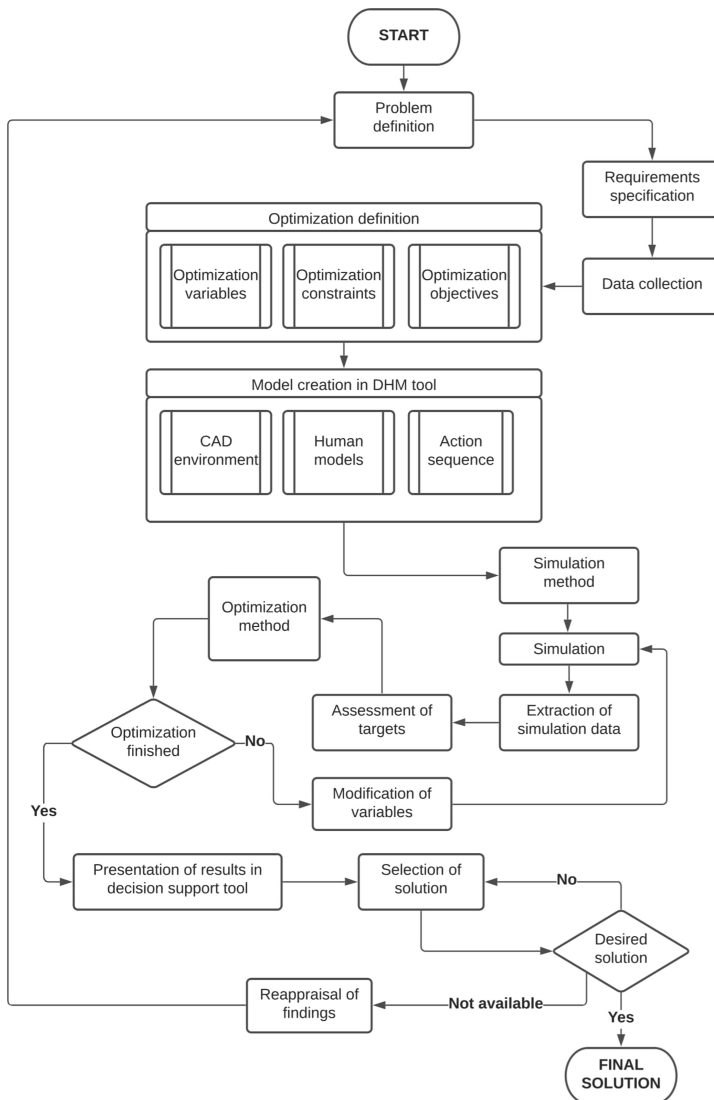 START
Problem
definition
Requirements
specification
Data collection
Optimization definition
Optimization
variables
Optimization
constraints
Optimization
objectives
Model creation in DHM tool
CAD
environment
Human
models
Action
sequence
Simulation
method
Optimization
method
Simulation
Extraction of
simulation data
Assessment of
targets
Optimization
finished
No
Modification of
variables
Yes
Presentation of results in
decision support tool
Selection of
solution
No
Desired
solution
Not available
Reappraisal of
findings
Yes
FINAL
SOLUTION